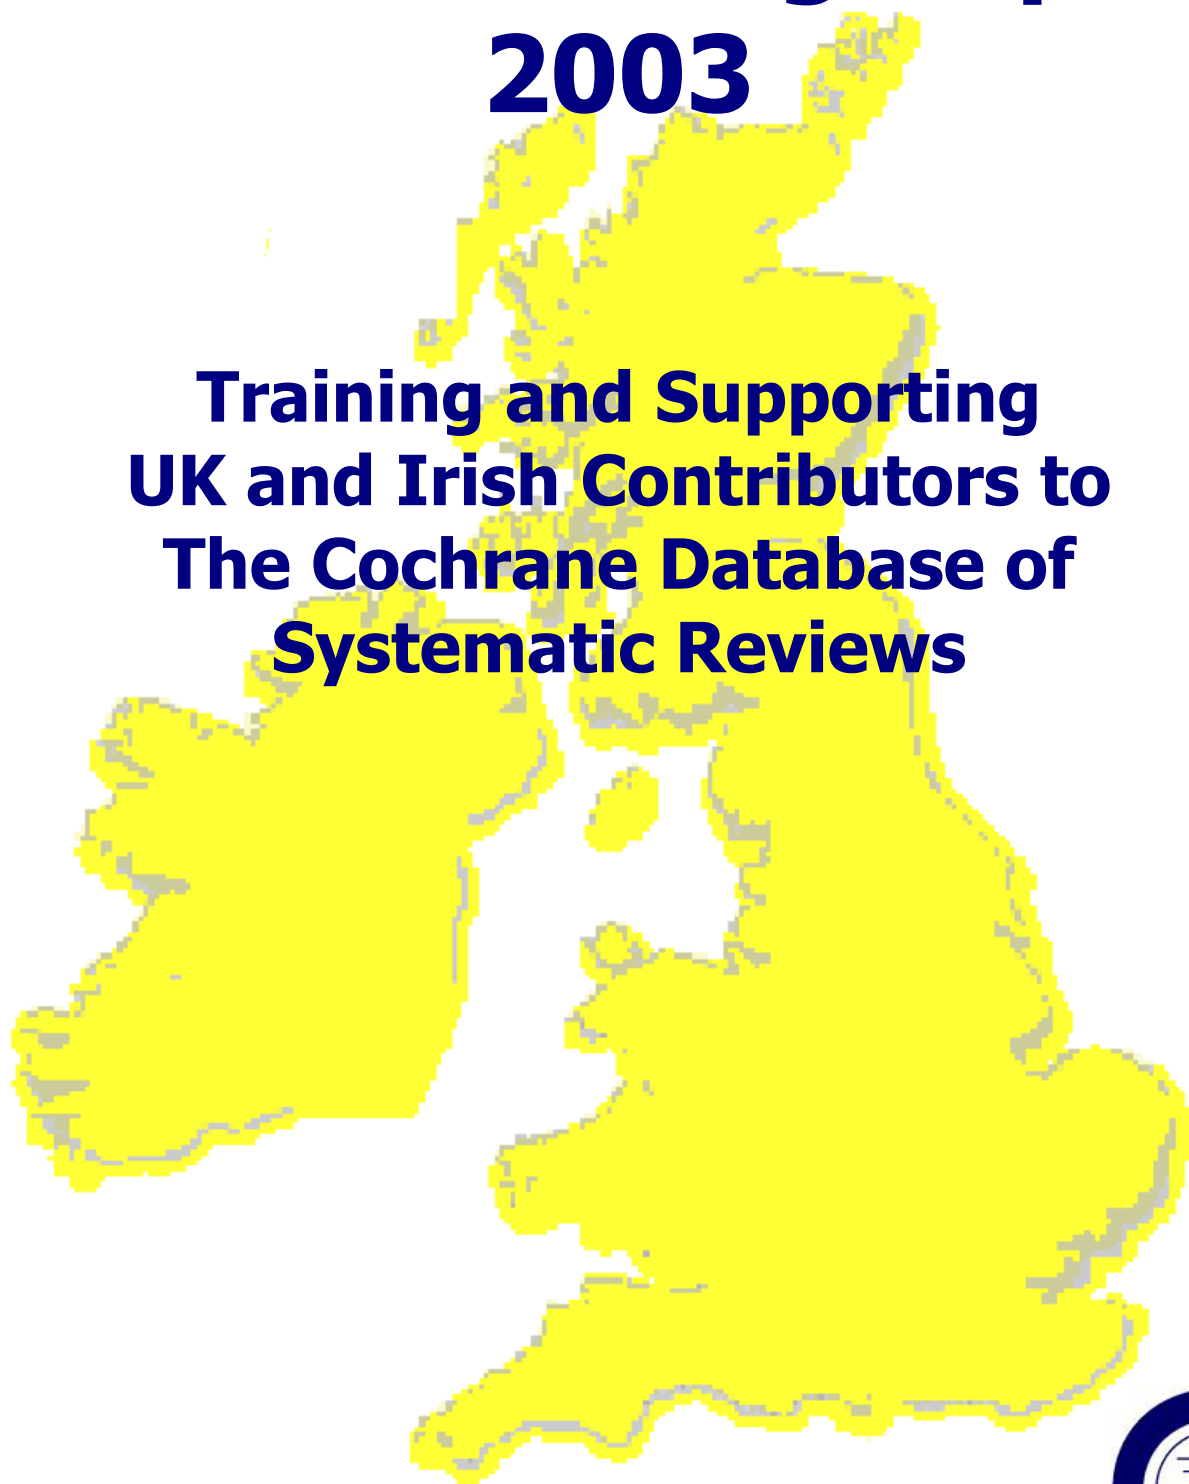 2003
Training and Supporting
UK and Irish Contributors to
The Cochrane Database of
Systematic Reviews